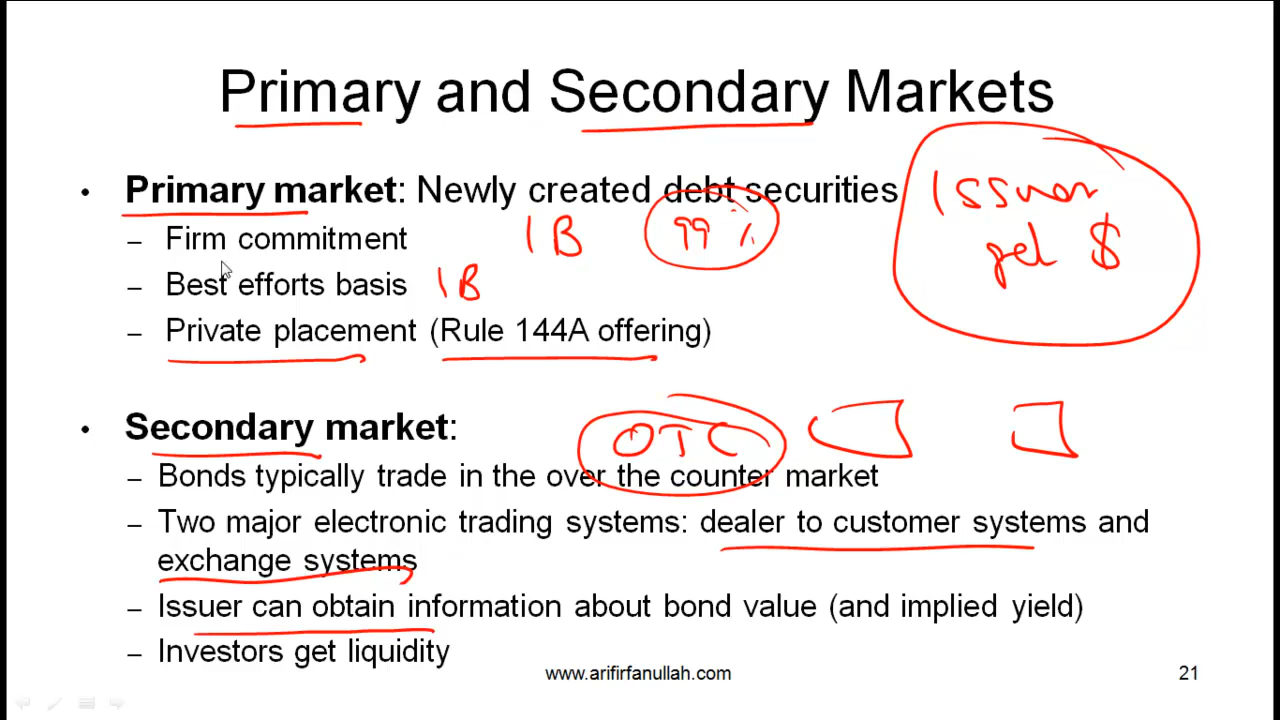 Primary and Secondary Markets
• Primary market: Newly created debt securities
Issuer
get $
– Firm commitment
1B
99%
– Best efforts basis
1B
– Private placement (Rule 144A offering)
• Secondary market:
OTC
– Bonds typically trade in the over the counter market
– Two major electronic trading systems: dealer to customer systems and
exchange systems
– Issuer can obtain information about bond value (and implied yield)
– Investors get liquidity
www.arifirfanullah.com
21